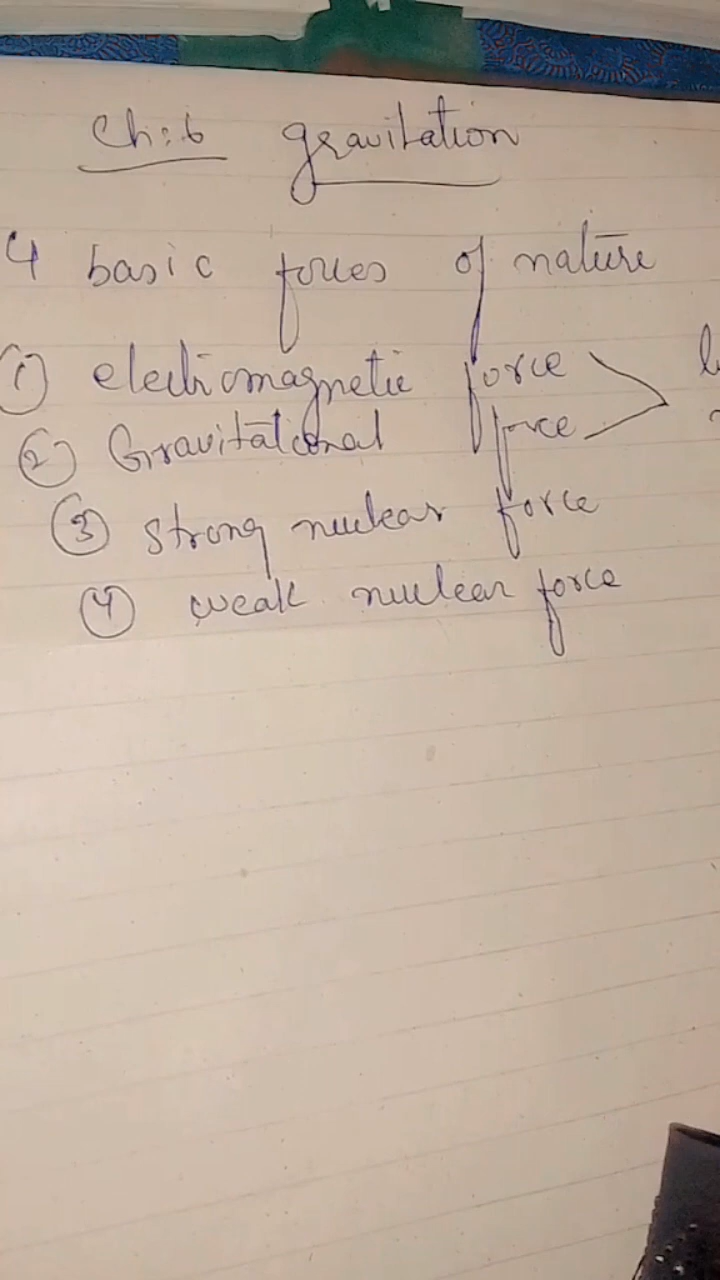 Ch:6 gravitation
4 basic forces of nature
① electromagnetic force
② Gravitational force
③ strong nuclear force
④ weak nuclear force